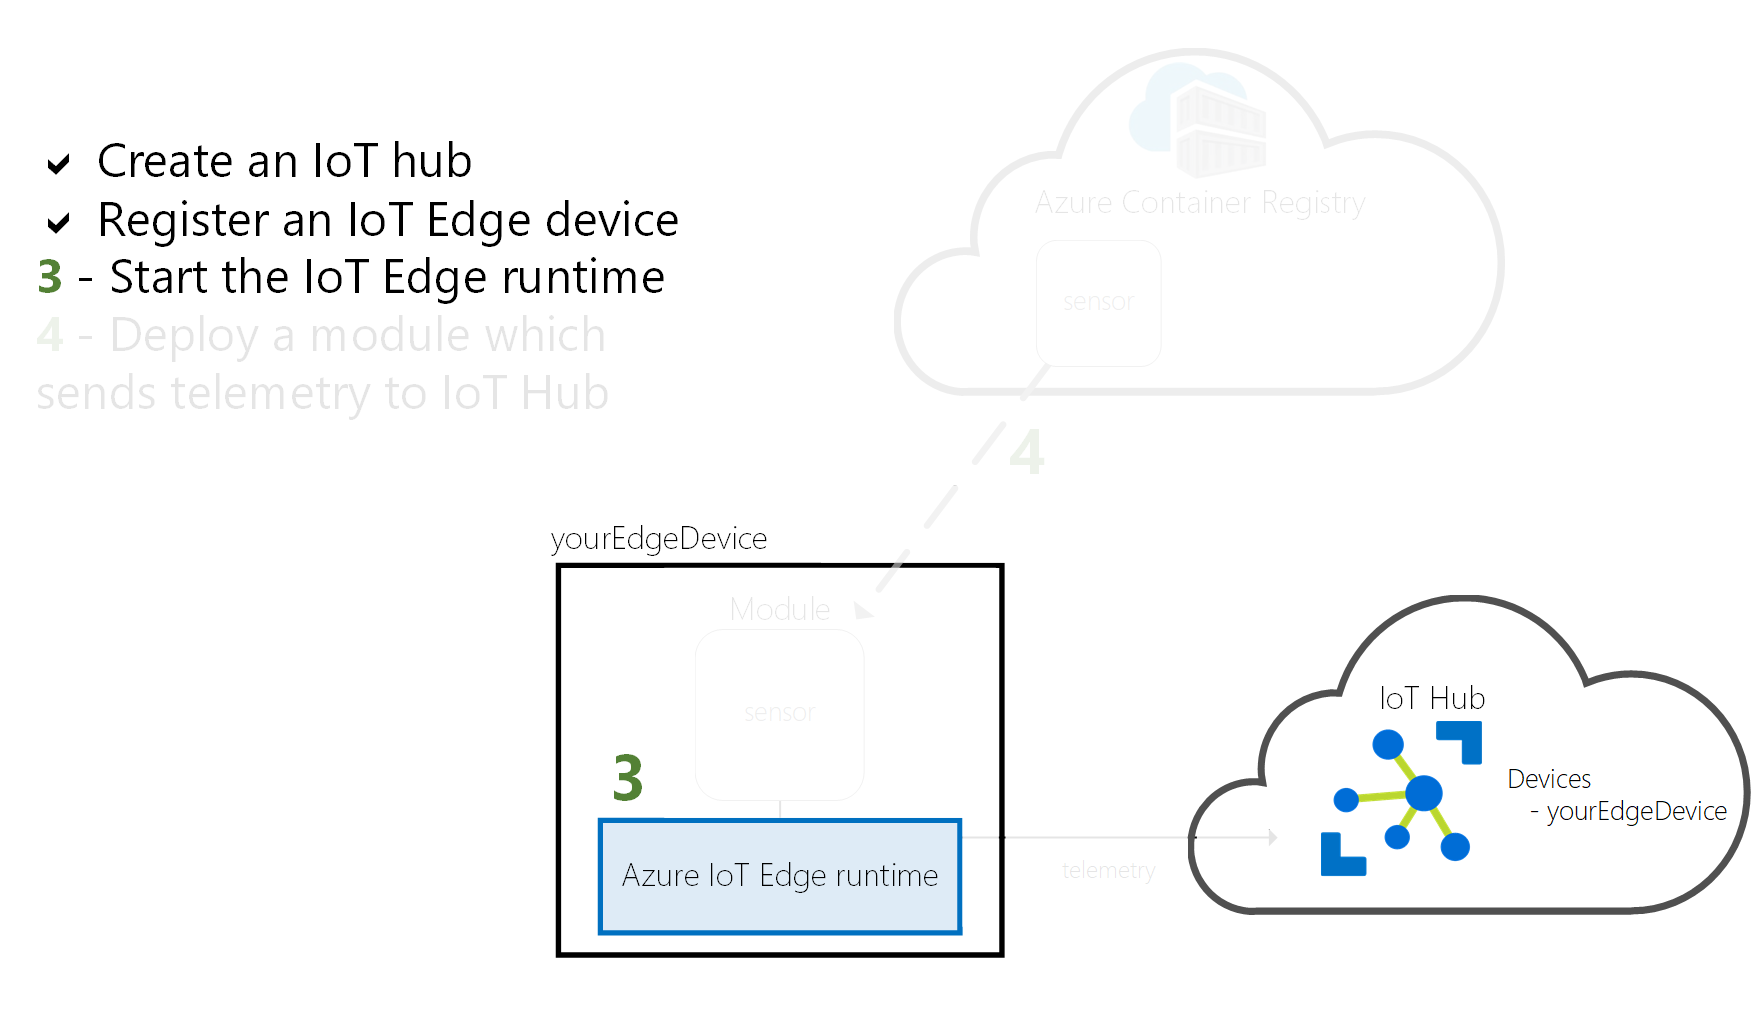 Create an IoT hub
Register an IoT Edge device
3 - Start the IoT Edge runtime
4 - Deploy a module which
sends telemetry to IoT Hub
Azure Container Registry
sensor
4
yourEdgeDevice
Module
sensor
3
Azure IoT Edge runtime
telemetry
IoT Hub
Devices
- yourEdgeDevice